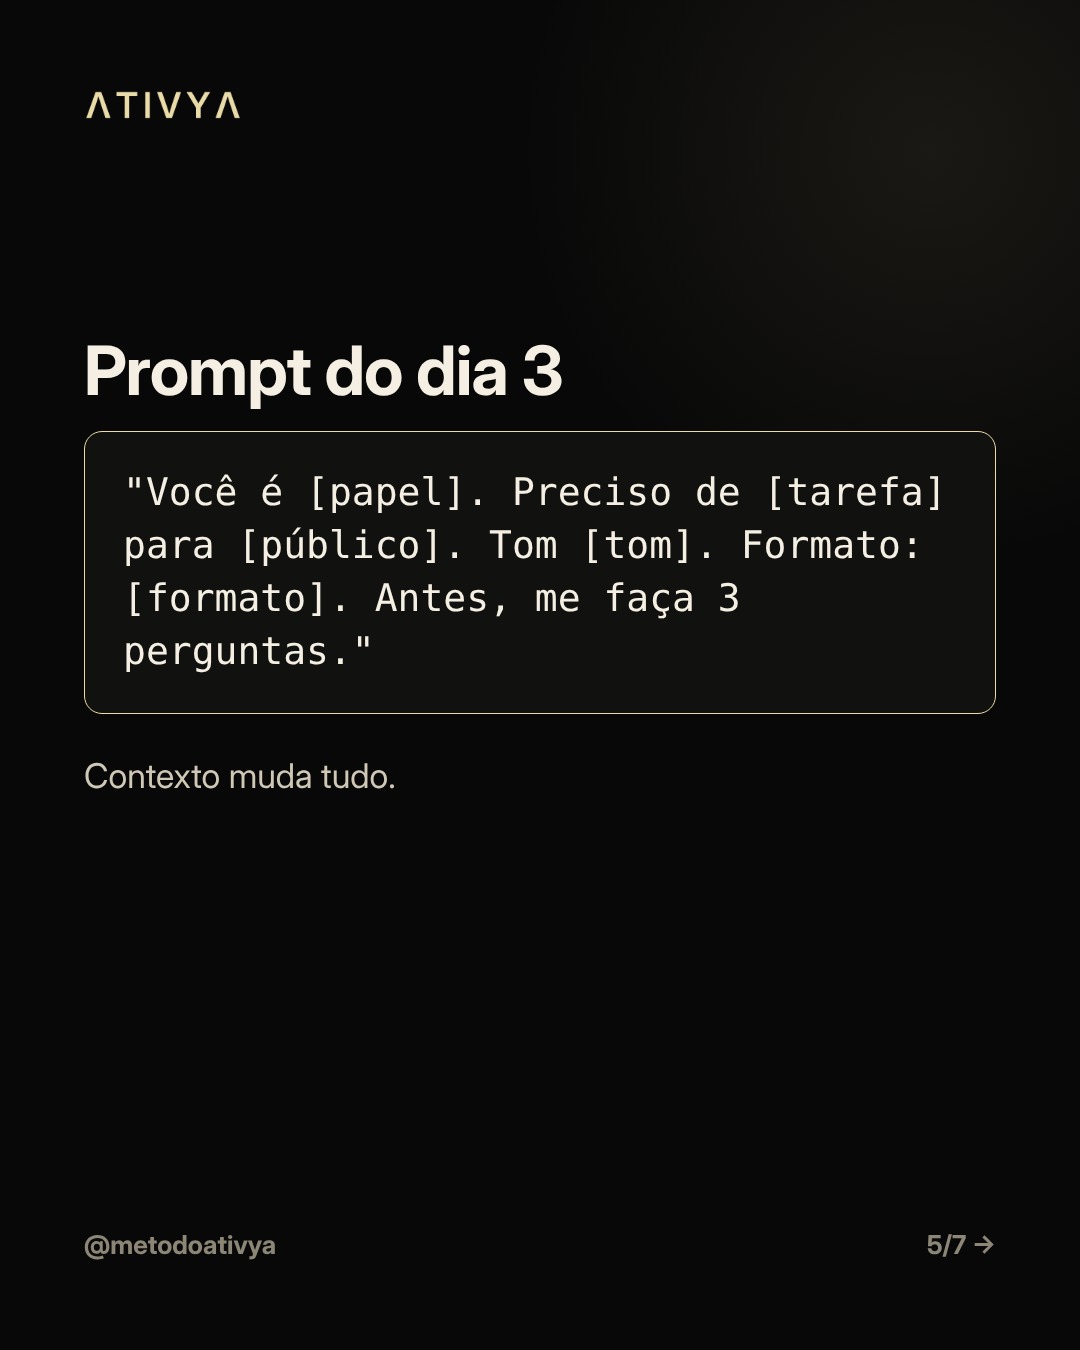 ATIVYA
Prompt do dia 3
"Você é [papel]. Preciso de [tarefa]
para [público]. Tom [tom]. Formato:
[formato]. Antes, me faça 3
perguntas."
Contexto muda tudo.
@metodoativya
5/7 →